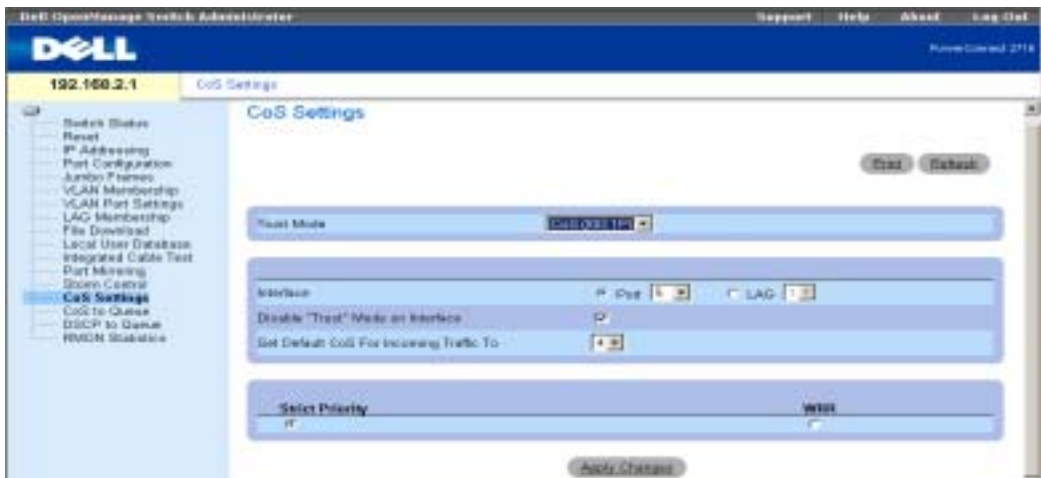 Dell OpenManage Switch Administrator
Support Help About Log Out
DELL
PowerConnect 2716
192.168.2.1
CoS Settings
CoS Settings
Switch Status
Reset
IP Addressing
Port Configuration
Jumbo Frames
VLAN Membership
VLAN Port Settings
LAG Membership
File Download
Local User Database
Integrated Cable Test
Port Mirroring
Storm Control
CoS Settings
CoS to Queue
DSCP to Queue
RMON Statistics
Print Refresh
Trust Mode CoS (802.1P)
Interface Port LAG
Disable "Trust" Mode on Interface
Set Default CoS For Incoming Traffic To 4
Strict Priority WRR
Apply Changes